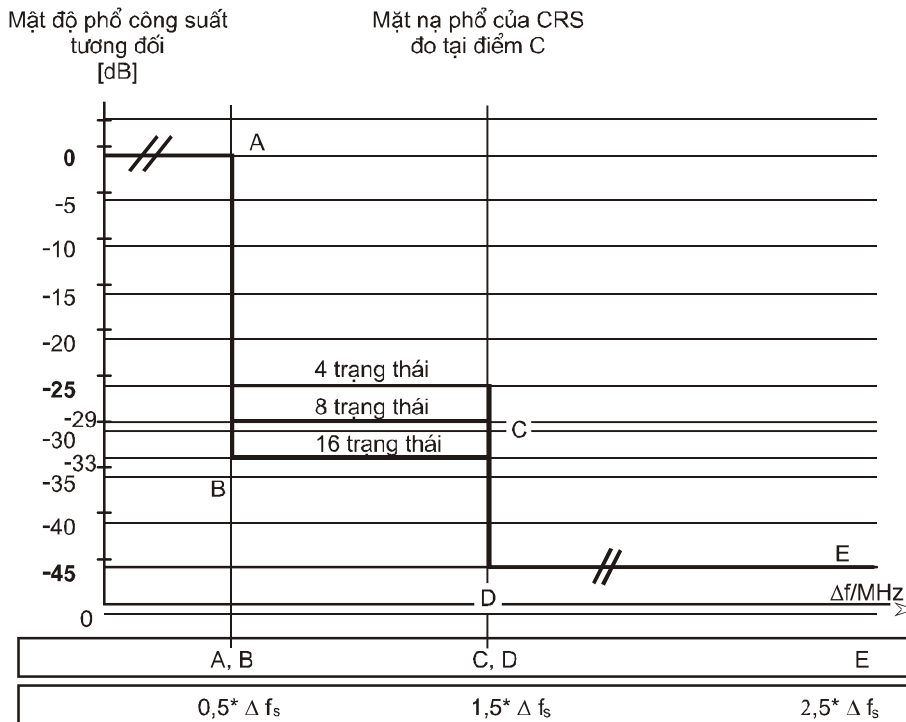 Mật độ phổ công suất
tương đối
[dB]
Mặt nạ phổ của CRS
đo tại điểm C
A
0
-5
-10
-15
-20
4 trạng thái
-25
8 trạng thái
-29
C
-30
16 trạng thái
-33
-35
B
-40
E
-45
D
Δf/MHz
0
A, B
C, D
E
0,5* Δ fs
1,5* Δ fs
2,5* Δ fs